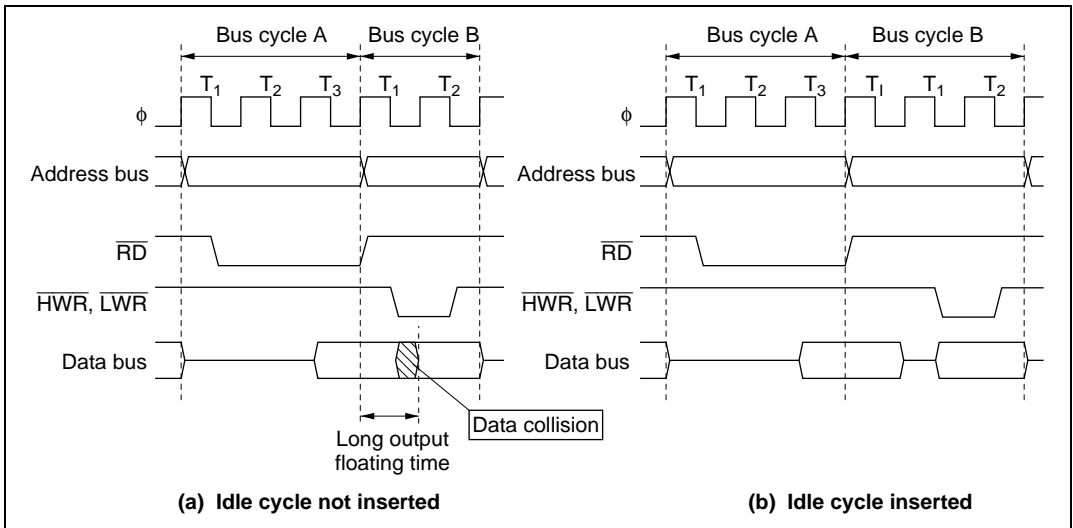 Bus cycle A Bus cycle B
T1 T2 T3 T1 T2
ϕ
Address bus
RD
HWR, LWR
Data bus
Data collision
Long output
floating time
(a) Idle cycle not inserted
Bus cycle A Bus cycle B
T1 T2 T3 TI T1 T2
ϕ
Address bus
RD
HWR, LWR
Data bus
(b) Idle cycle inserted